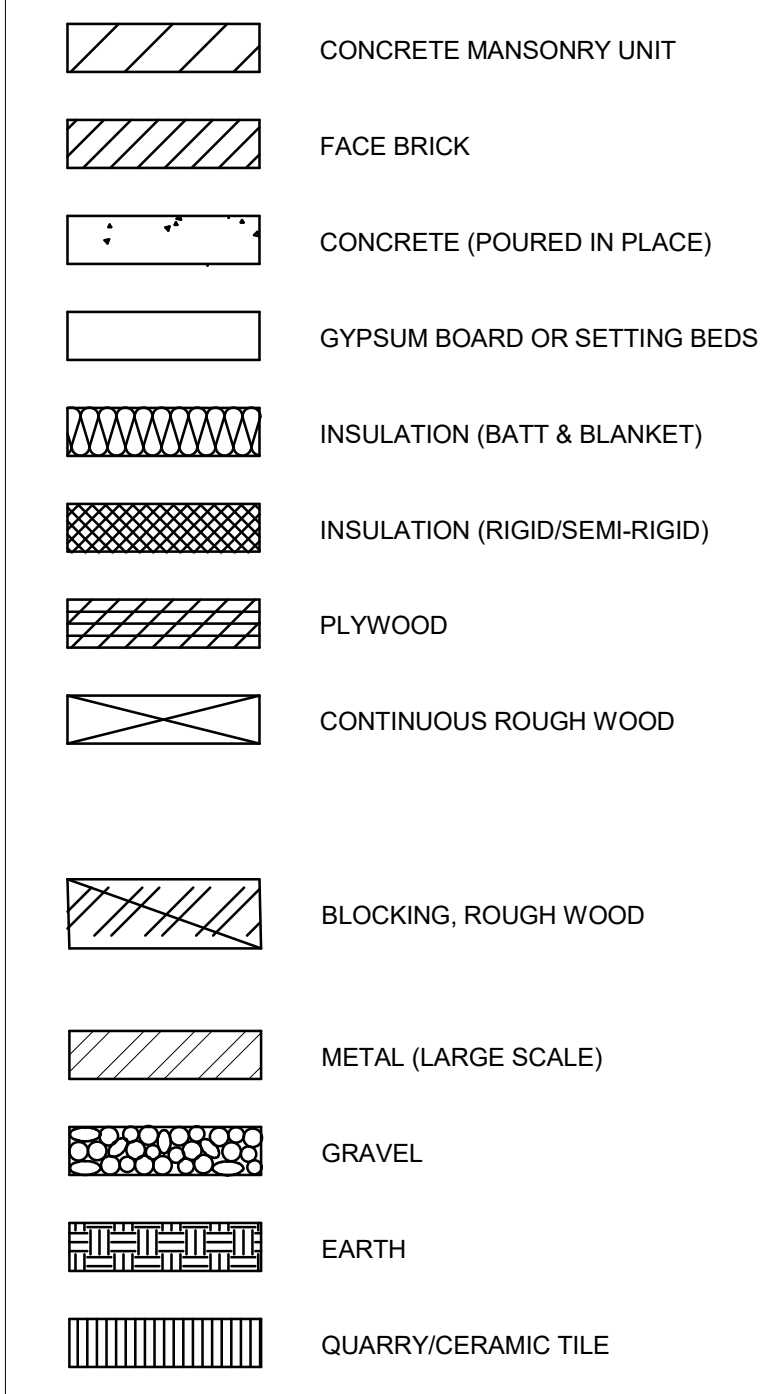 CONCRETE MANSONRY UNIT
FACE BRICK
CONCRETE (POURED IN PLACE)
GYPSUM BOARD OR SETTING BEDS
INSULATION (BATT & BLANKET)
INSULATION (RIGID/SEMI-RIGID)
PLYWOOD
CONTINUOUS ROUGH WOOD
BLOCKING, ROUGH WOOD
METAL (LARGE SCALE)
GRAVEL
EARTH
QUARRY/CERAMIC TILE